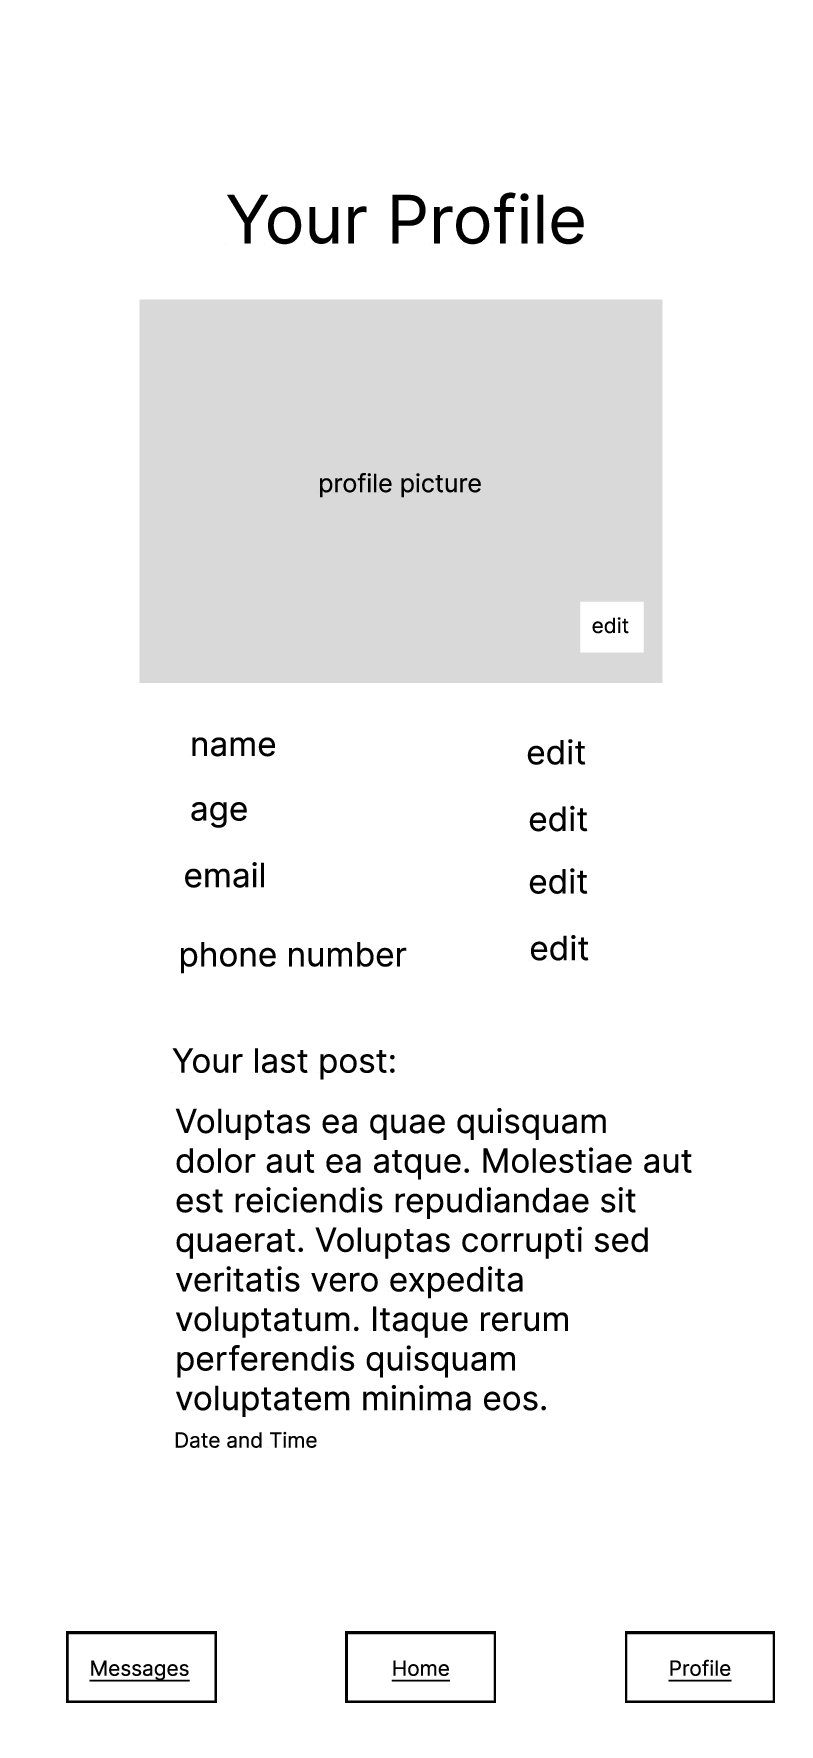 Your Profile
profile picture
edit
name
edit
age
edit
email
edit
phone number
edit
Your last post:
Voluptas ea quae quisquam
dolor aut ea atque. Molestiae aut
est reiciendis repudiandae sit
quaerat. Voluptas corrupti sed
veritatis vero expedita
voluptatum. Itaque rerum
perferendis quisquam
voluptatem minima eos.
Date and Time
Messages
Home
Profile